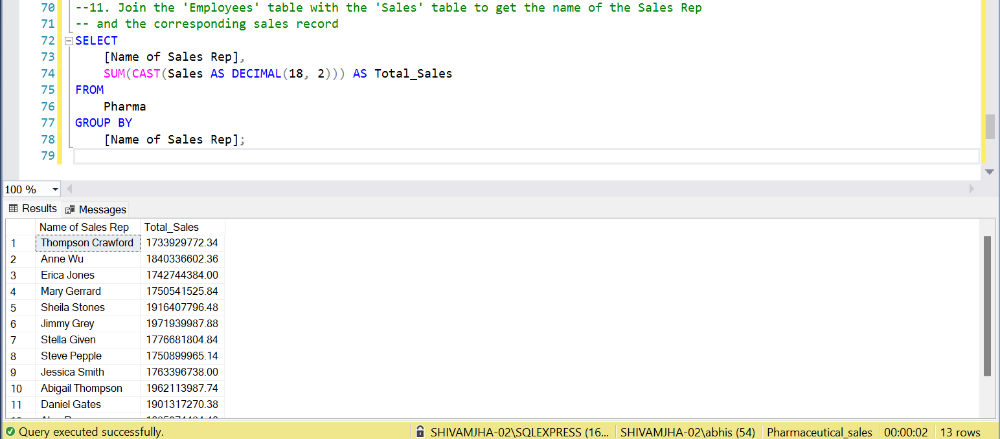 70 --11. Join the 'Employees' table with the 'Sales' table to get the name of the Sales Rep
71 -- and the corresponding sales record
72 SELECT
73 [Name of Sales Rep],
74 SUM(CAST(Sales AS DECIMAL(18, 2))) AS Total_Sales
75 FROM
76 Pharma
77 GROUP BY
78 [Name of Sales Rep];
79
100 %
Results Messages
Name of Sales Rep Total_Sales
1 Thompson Crawford 1733929772.34
2 Anne Wu 1840336602.36
3 Erica Jones 1742744384.00
4 Mary Gerrard 1750541525.84
5 Sheila Stones 1916407796.48
6 Jimmy Grey 1971939987.88
7 Stella Given 1776681804.84
8 Steve Pepple 1750899965.14
9 Jessica Smith 1763396738.00
10 Abigail Thompson 1962113987.74
11 Daniel Gates 1901317270.38
Query executed successfully. SHIVAMJHA-02\SQLEXPRESS (16... SHIVAMJHA-02\abhis (54) Pharmaceutical_sales 00:00:02 13 rows